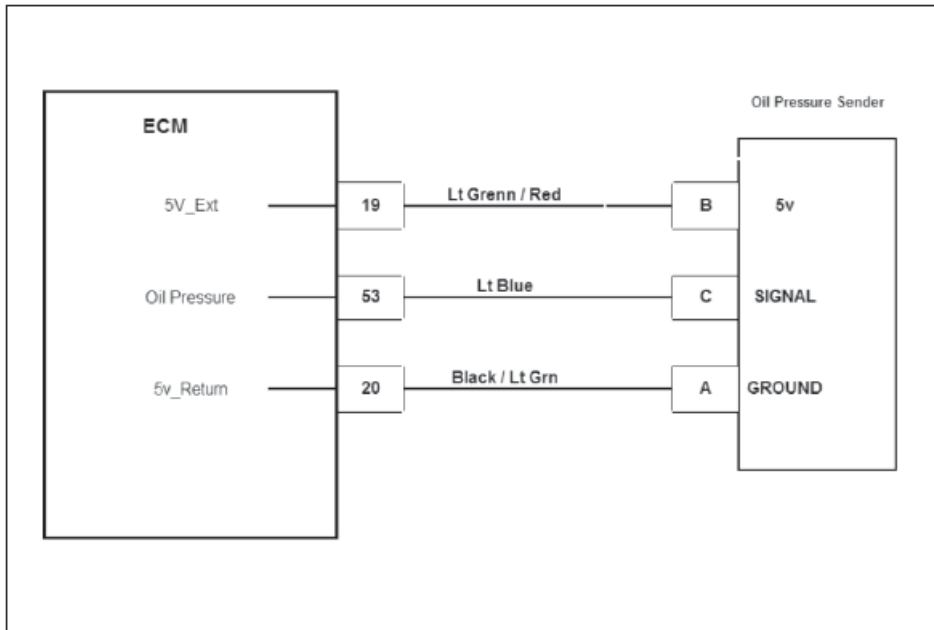 Oil Pressure Sender
ECM
5V_Ext 19 Lt Grenn / Red B 5v
Oil Pressure 53 Lt Blue C SIGNAL
5v_Return 20 Black / Lt Grn A GROUND